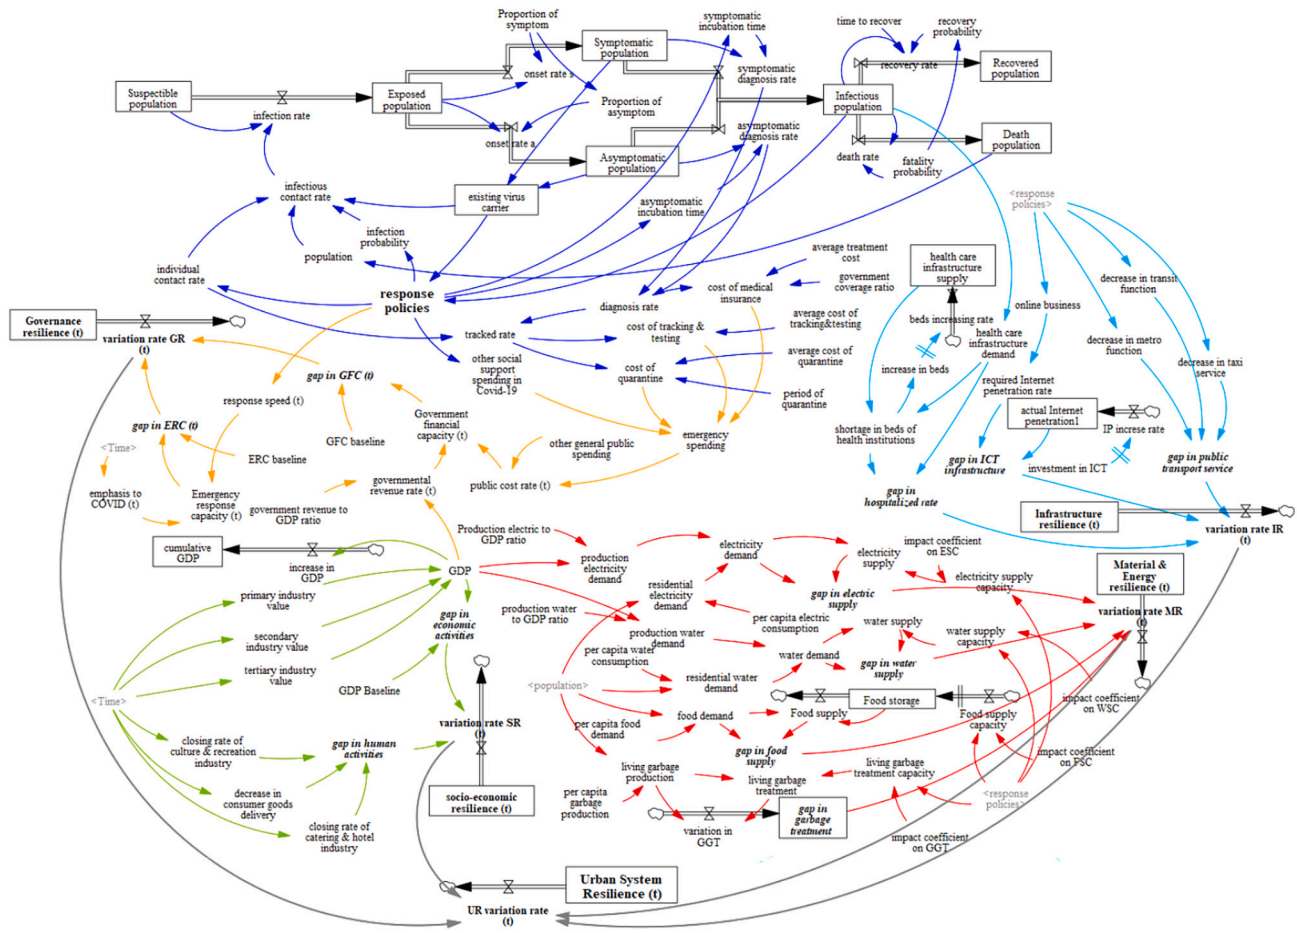 Proportion of
symptom
symptomatic
incubation time
time to recover
recovery
probability
Symptomatic
population
Suspectible
population
Exposed
population
onset rate s
symptomatic
diagnosis rate
recovery rate
Recovered
population
infection rate
Proportion of
asymptom
Infectious
population
onset rate a
asymptomatic
diagnosis rate
Death
population
Asymptomatic
population
death rate
fatality
probability
infectious
contact rate
existing virus
carrier
asymptomatic
incubation time
<response
policies>
infection
probability
population
average treatment
cost
health care
infrastructure
supply
individual
contact rate
decrease in transit
function
response
policies
cost of medical
insurance
government
coverage ratio
online business
diagnosis rate
beds increasing rate
Governance
resilience (t)
variation rate GR
(t)
tracked rate
cost of tracking &
testing
average cost of
tracking&testing
health care
infrastructure
demand
decrease in metro
function
other social
support
spending in
Covid-19
cost of
quarantine
average cost of
quarantine
increase in beds
decrease in taxi
service
gap in GFC (t)
required Internet
penetration rate
response speed (t)
period of
quarantine
actual Internet
penetration1
IP increse rate
gap in ERC (t)
Government
financial
capacity (t)
GFC baseline
emergency
spending
shortage in beds of
health institutions
<Time>
other general public
spending
gap in ICT
infrastructure
investment in ICT
gap in public
transport service
ERC baseline
emphasis to
COVID (t)
Emergency
response
capacity (t)
governmental
revenue rate (t)
public cost rate (t)
gap in
hospitalized rate
government revenue to
GDP ratio
Infrastructure
resilience (t)
variation rate IR
(t)
Production electric to
GDP ratio
cumulative
GDP
increase in
GDP
GDP
production
electricity
demand
electricity
demand
electricity
supply
impact coefficient
on ESC
Material &
Energy
resilience (t)
electricity supply
capacity
primary industry
value
residential
electricity
demand
gap in electric
supply
variation rate MR
(t)
gap in
economic
activities
production water
to GDP ratio
per capita electric
consumption
water supply
secondary
industry value
production water
demand
water supply
capacity
per capita water
consumption
water demand
gap in water
supply
tertiary industry
value
<population>
residential
water demand
GDP Baseline
<Time>
Food storage
impact coefficient
on WSC
variation rate SR
(t)
per capita food
demand
food demand
Food supply
Food supply
capacity
closing rate of
culture & recreation
industry
gap in human
activities
gap in food
supply
impact coefficient
on FSC
living garbage
production
living garbage
treatment
living garbage
treatment capacity
decrease in
consumer goods
delivery
socio-economic
resilience (t)
per capita
garbage
production
<response
policies>
gap in
garbage
treatment
variation in
GGT
closing rate of
catering & hotel
industry
impact coefficient
on GGT
Urban System
Resilience (t)
UR variation rate
(t)